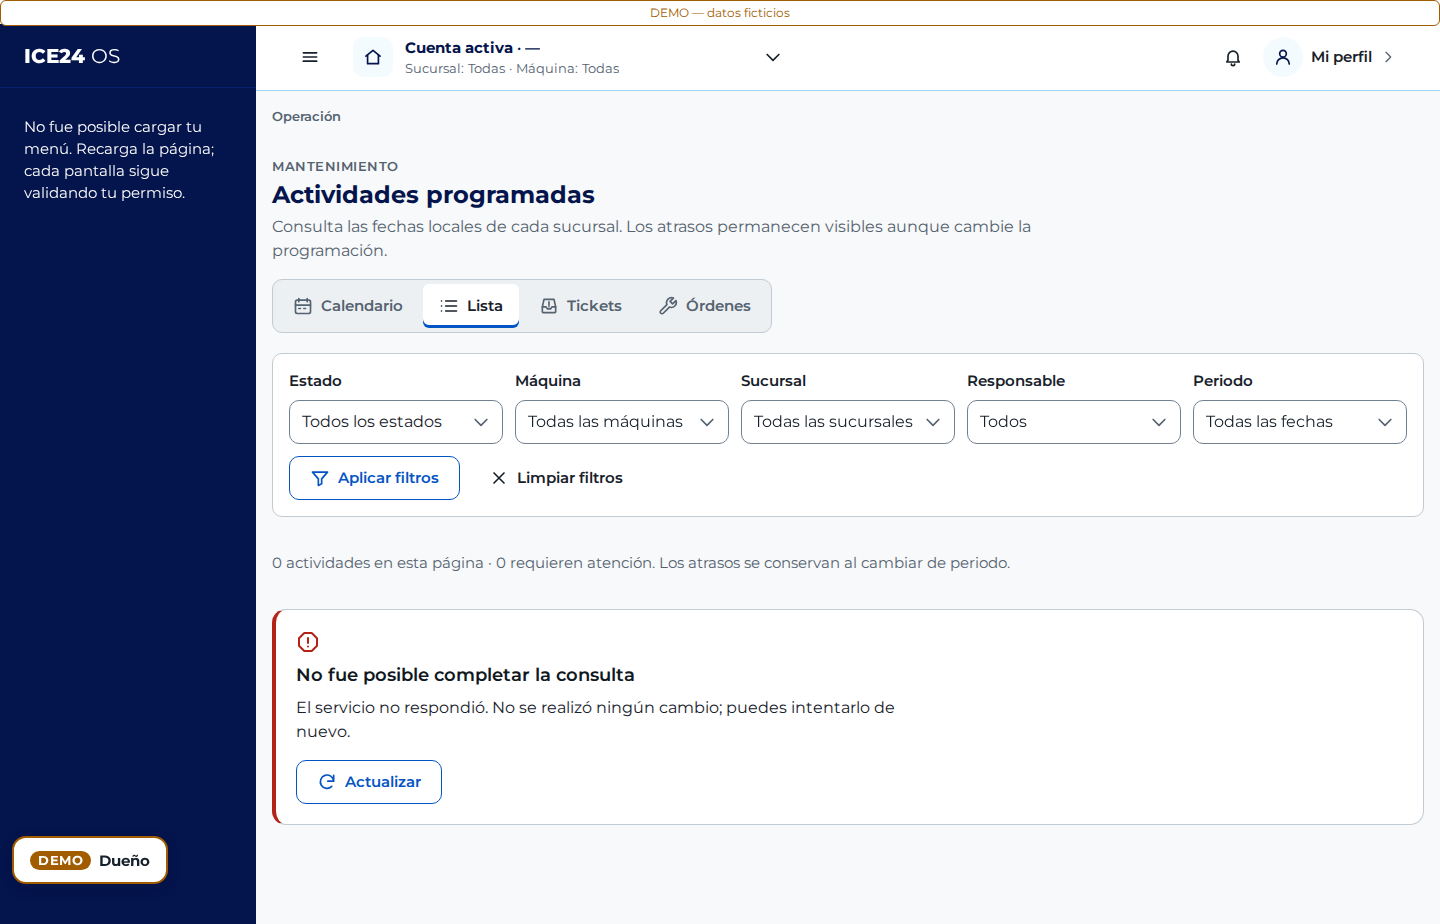 DEMO — datos ficticios
ICE24 OS
Cuenta activa · —
Sucursal: Todas · Máquina: Todas
Mi perfil
No fue posible cargar tu
menú. Recarga la página;
cada pantalla sigue
validando tu permiso.
Operación
MANTENIMIENTO
Actividades programadas
Consulta las fechas locales de cada sucursal. Los atrasos permanecen visibles aunque cambie la
programación.
Calendario Lista Tickets Órdenes
Estado Máquina Sucursal Responsable Periodo
Todos los estados Todas las máquinas Todas las sucursales Todos Todas las fechas
Aplicar filtros Limpiar filtros
0 actividades en esta página · 0 requieren atención. Los atrasos se conservan al cambiar de periodo.
No fue posible completar la consulta
El servicio no respondió. No se realizó ningún cambio; puedes intentarlo de
nuevo.
Actualizar
DEMO Dueño